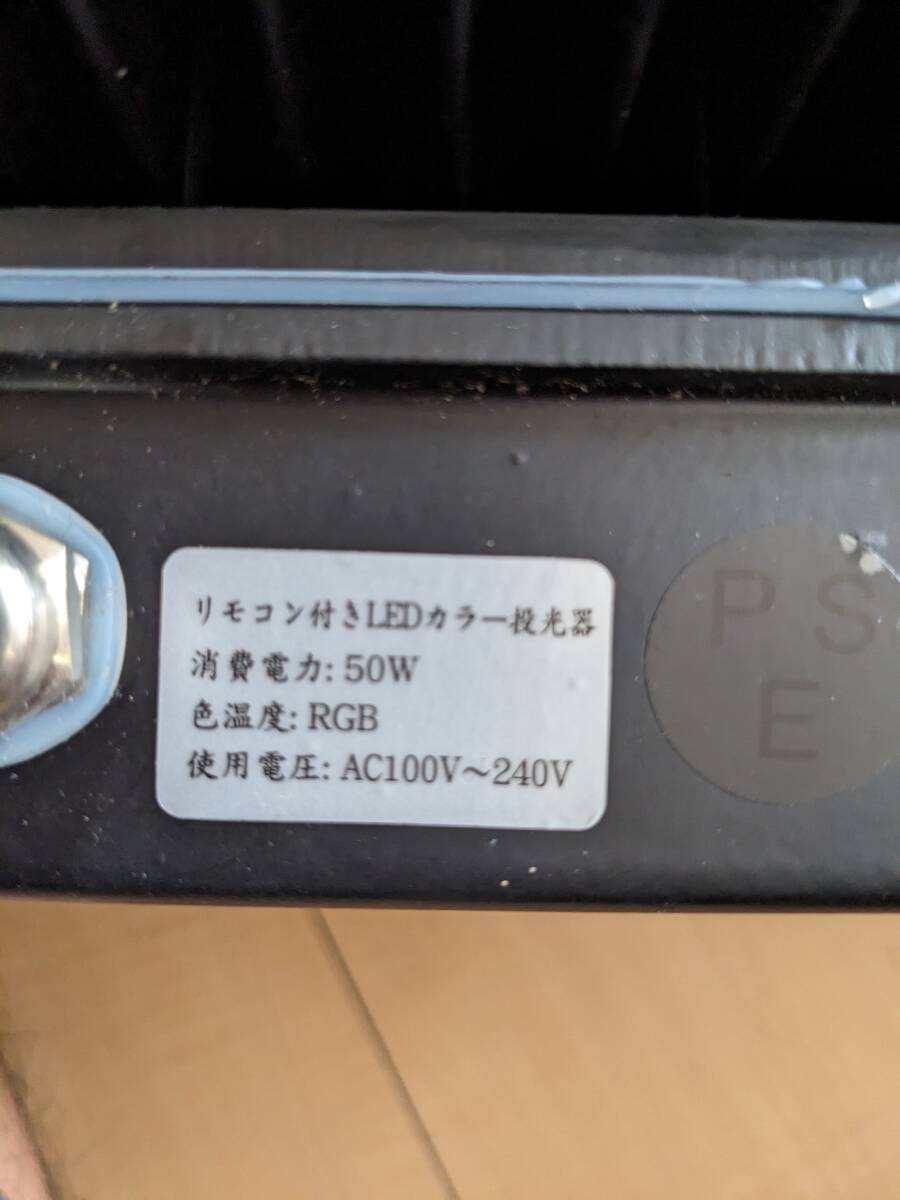 リモコン付きLEDカラー投光器
消費電力: 50W
色温度: RGB
使用電圧: AC100V～240V
PS
E